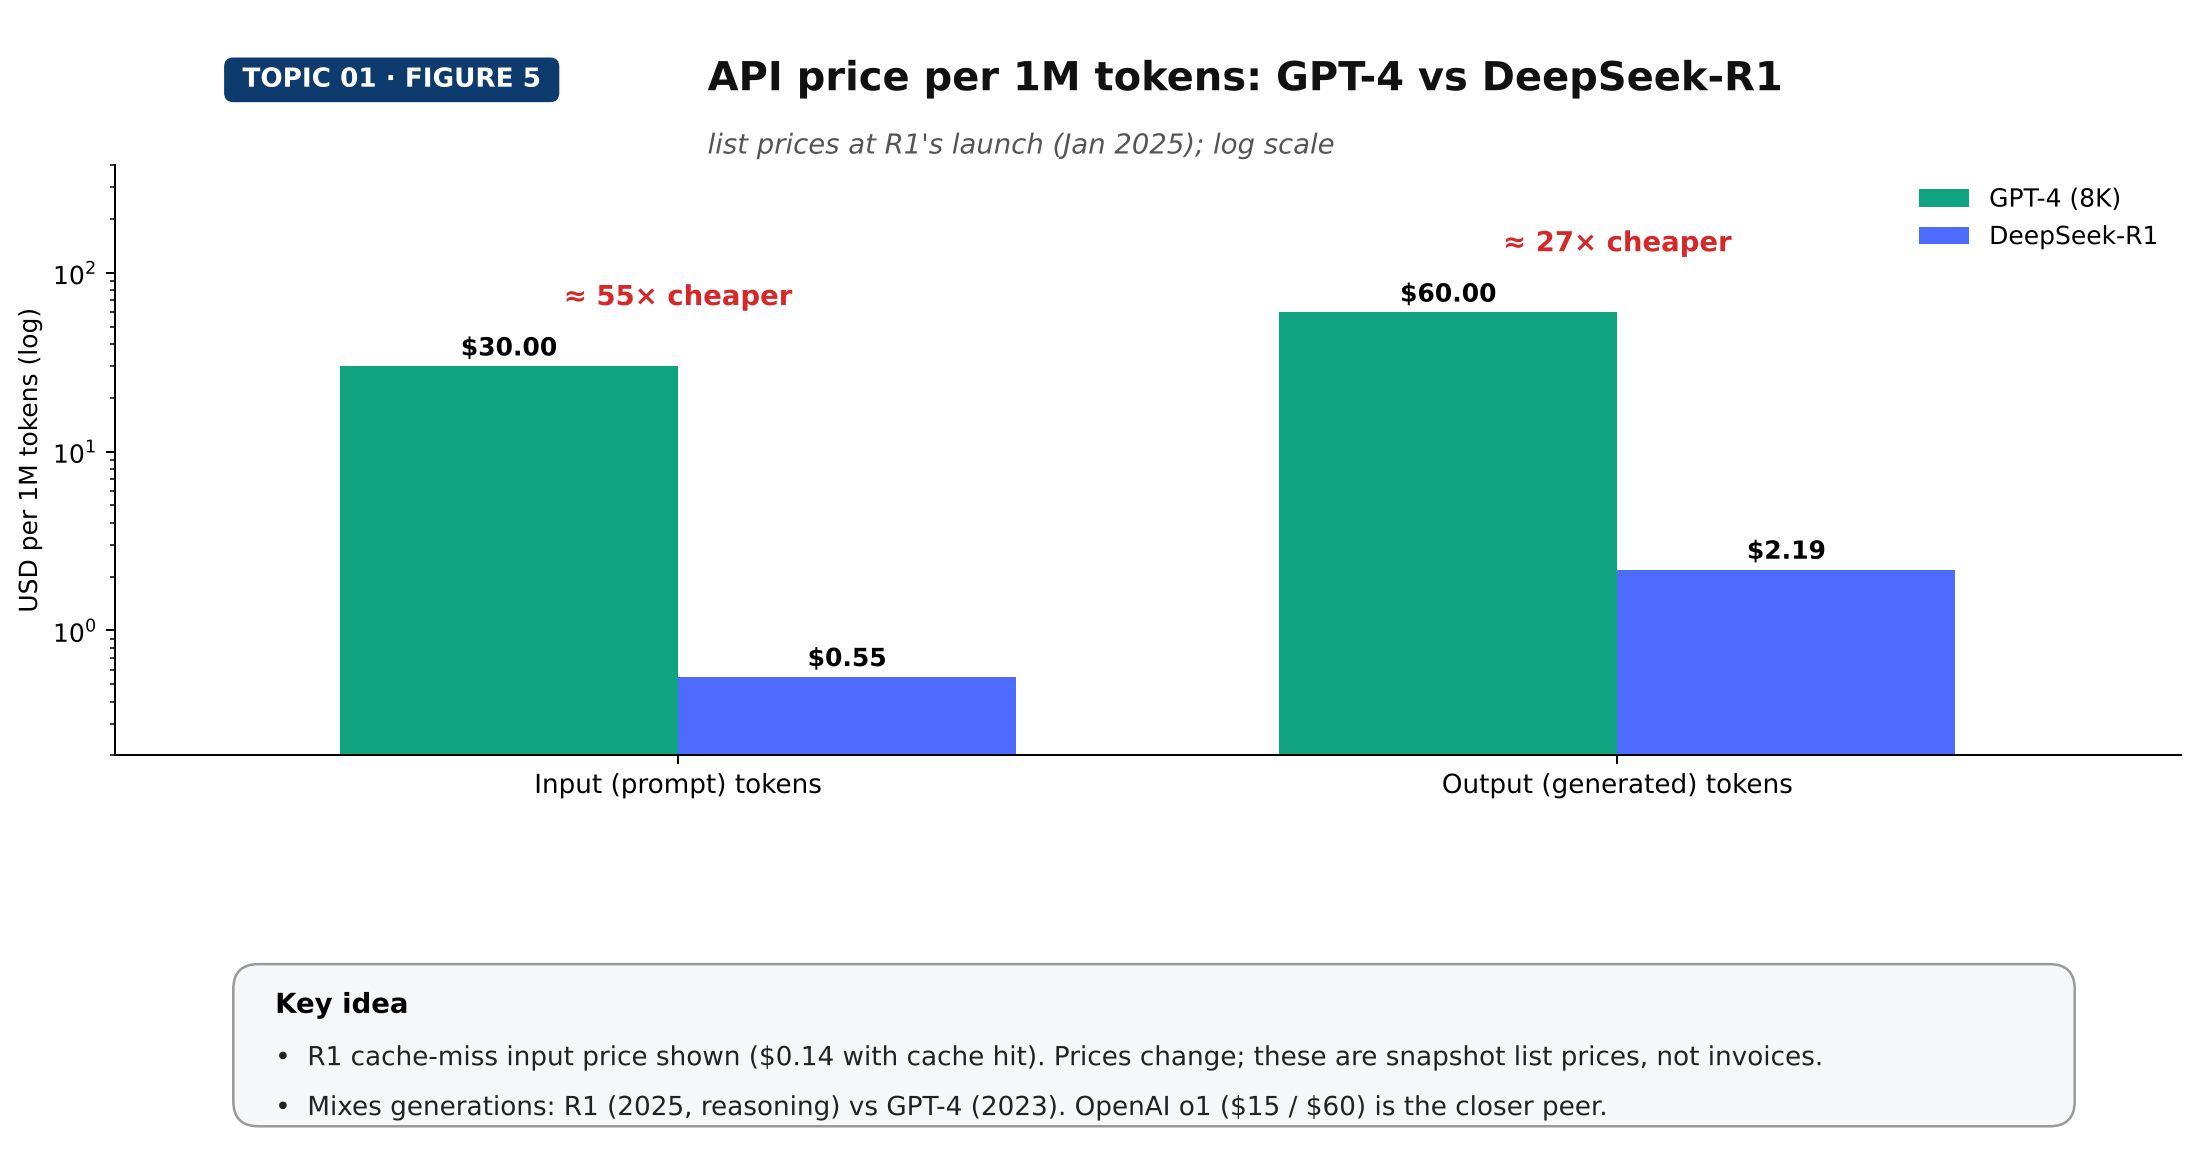 TOPIC 01 · FIGURE 5
API price per 1M tokens: GPT-4 vs DeepSeek-R1
list prices at R1's launch (Jan 2025); log scale
GPT-4 (8K)
DeepSeek-R1
USD per 1M tokens (log)
10²
10¹
10⁰
≈ 55× cheaper
$30.00
$0.55
≈ 27× cheaper
$60.00
$2.19
Input (prompt) tokens
Output (generated) tokens
Key idea
• R1 cache-miss input price shown ($0.14 with cache hit). Prices change; these are snapshot list prices, not invoices.
• Mixes generations: R1 (2025, reasoning) vs GPT-4 (2023). OpenAI o1 ($15 / $60) is the closer peer.